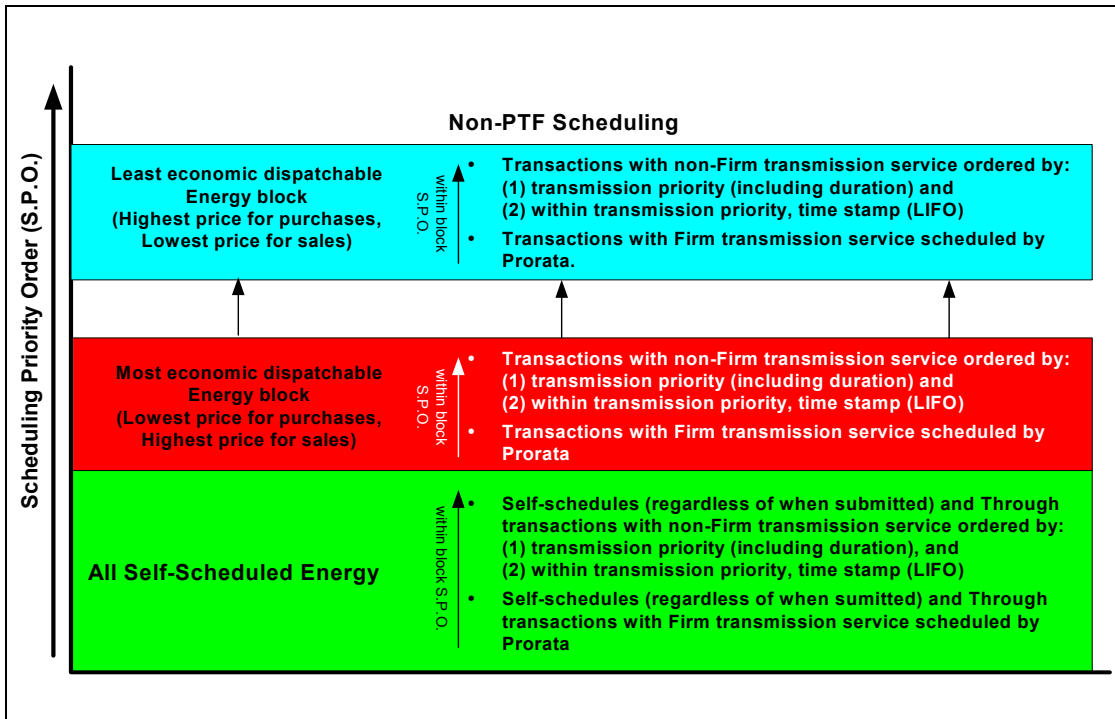 Scheduling Priority Order (S.P.O.)
Non-PTF Scheduling
Least economic dispatchable
Energy block
(Highest price for purchases,
Lowest price for sales)
within block
S.P.O.
• Transactions with non-Firm transmission service ordered by:
(1) transmission priority (including duration) and
(2) within transmission priority, time stamp (LIFO)
• Transactions with Firm transmission service scheduled by
Prorata.
Most economic dispatchable
Energy block
(Lowest price for purchases,
Highest price for sales)
within block
S.P.O.
• Transactions with non-Firm transmission service ordered by:
(1) transmission priority (including duration) and
(2) within transmission priority, time stamp (LIFO)
• Transactions with Firm transmission service scheduled by
Prorata
All Self-Scheduled Energy
within block S.P.O.
• Self-schedules (regardless of when submitted) and Through
transactions with non-Firm transmission service ordered by:
(1) transmission priority (including duration), and
(2) within transmission priority, time stamp (LIFO)
• Self-schedules (regardless of when sumitted) and Through
transactions with Firm transmission service scheduled by
Prorata